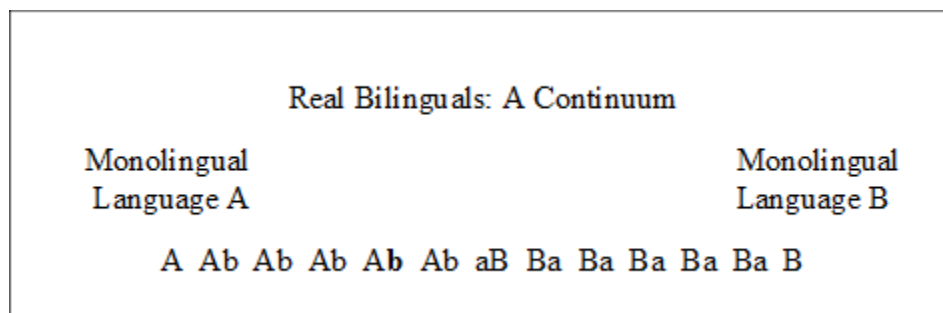 Real Bilinguals: A Continuum
Monolingual Monolingual
Language A Language B
A Ab Ab Ab Ab Ab aB Ba Ba Ba Ba Ba B